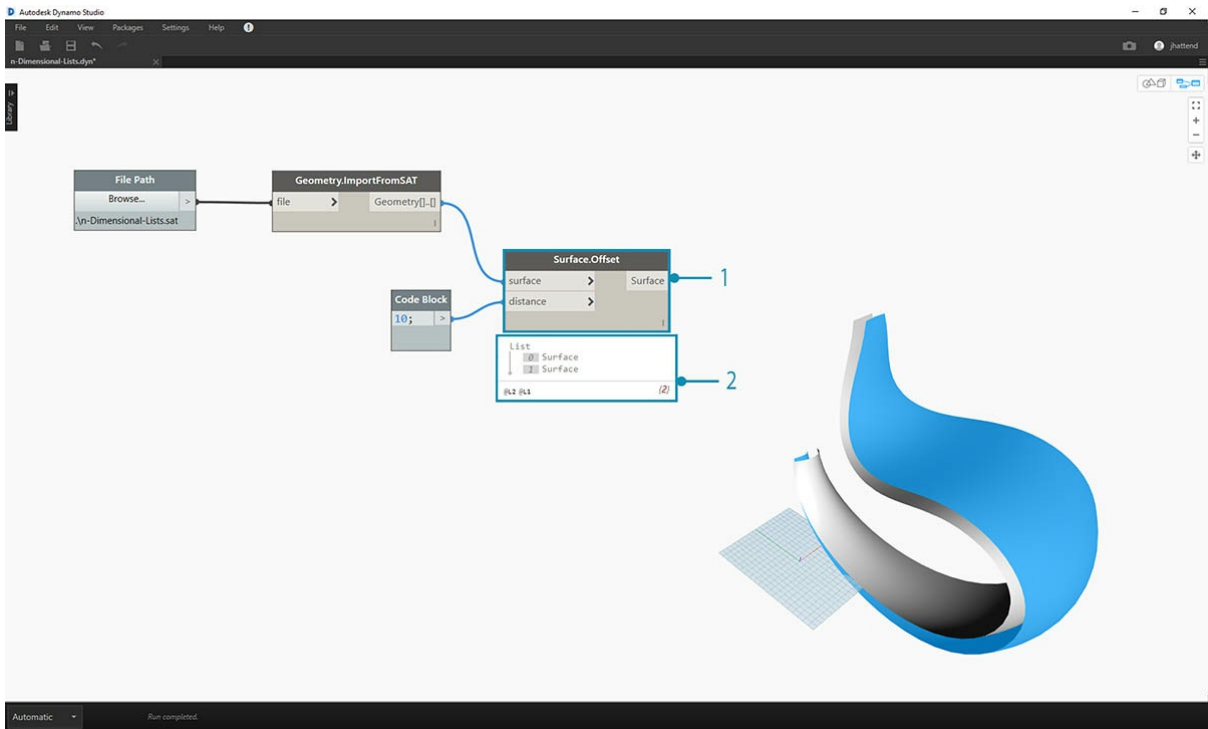 Autodesk Dynamo Studio
File Edit View Packages Settings Help
jhattend
n-Dimensional-Lists.dyn*
Library
File Path
Browse... >
.\n-Dimensional-Lists.sat
Geometry.ImportFromSAT
file > Geometry[]..[]
Surface.Offset
surface > Surface
distance >
1
Code Block
10; >
List
0 Surface
1 Surface
@L2 @L1 {2}
2
Automatic
Run completed.